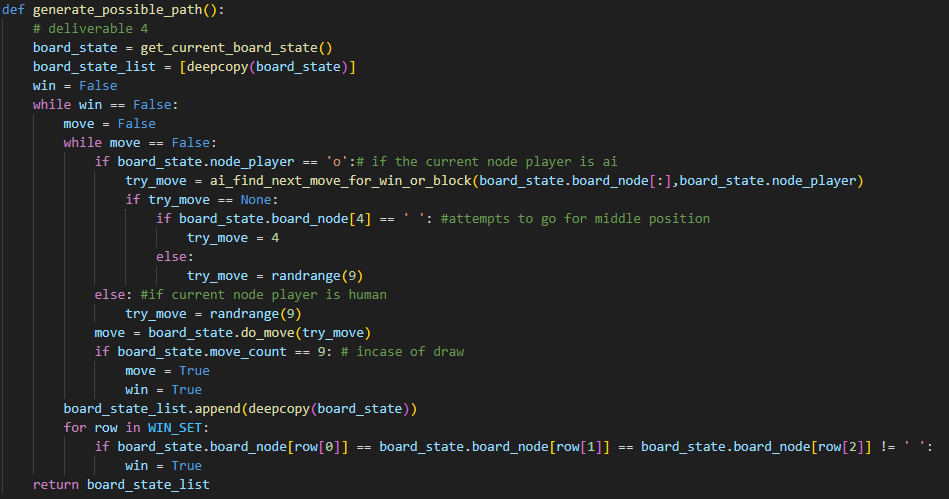 def generate_possible_path():
    # deliverable 4
    board_state = get_current_board_state()
    board_state_list = [deepcopy(board_state)]
    win = False
    while win == False:
        move = False
        while move == False:
            if board_state.node_player == 'o':# if the current node player is ai
                try_move = ai_find_next_move_for_win_or_block(board_state.board_node[:],board_state.node_player)
                if try_move == None:
                    if board_state.board_node[4] == ' ': #attempts to go for middle position
                        try_move = 4
                    else:
                        try_move = randrange(9)
            else: #if current node player is human
                try_move = randrange(9)
            move = board_state.do_move(try_move)
            if board_state.move_count == 9: # incase of draw
                move = True
                win = True
        board_state_list.append(deepcopy(board_state))
        for row in WIN_SET:
            if board_state.board_node[row[0]] == board_state.board_node[row[1]] == board_state.board_node[row[2]] != ' ':
                win = True
    return board_state_list